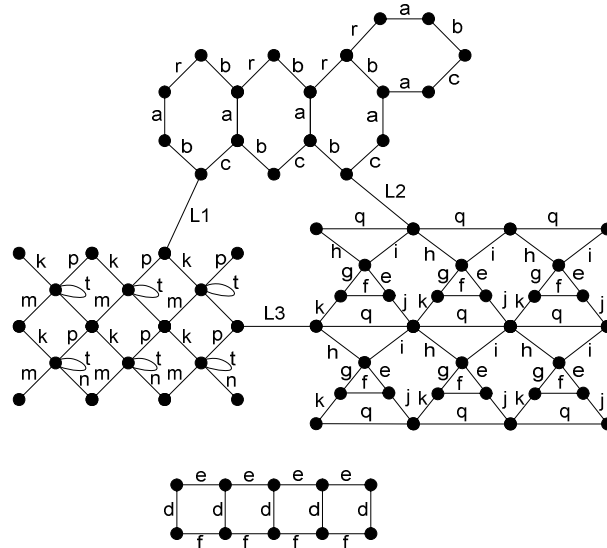 a
r b
r b r b r b
a c
a a a a
b c b c b c
L2
L1
q q q
h i h i h i
k p k p k p
g e g e g e
t t t
f f f
m m m
k j k j k j
L3
q q q
k p k p k p
h i h i h i
t t t
g e g e g e
m n m n m n
f f f
k j k j k j
q q q
e e e e
d d d d d
f f f f